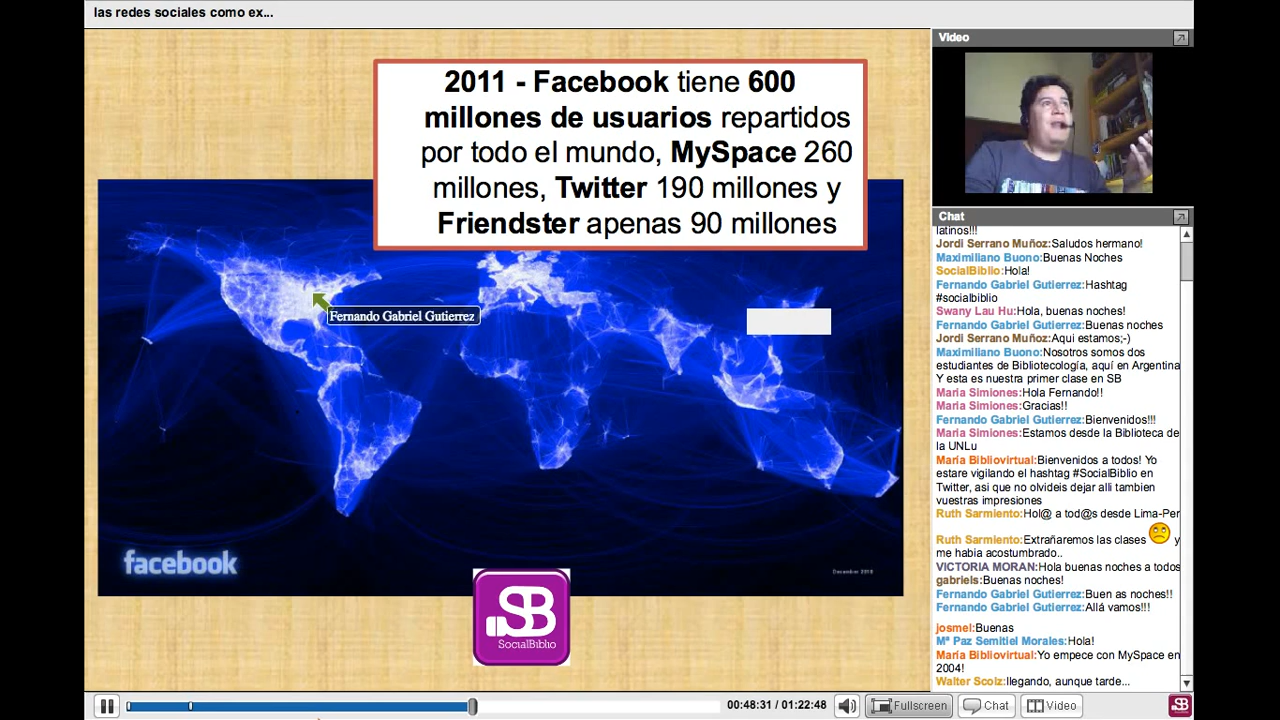 las redes sociales como ex...
2011 - Facebook tiene 600
millones de usuarios repartidos
por todo el mundo, MySpace 260
millones, Twitter 190 millones y
Friendster apenas 90 millones
Fernando Gabriel Gutierrez
facebook
December 2010
SB
SOCIALBIBLIO
Video
Chat
latinos!!!
Jordi Serrano Muñoz:Saludos hermano!
Maximiliano Buono:Buenas Noches
SocialBiblio:Hola!
Fernando Gabriel Gutierrez:Hashtag
#socialbiblio
Swany Lau Hu:Hola, buenas noches!
Fernando Gabriel Gutierrez:Buenas noches
Jordi Serrano Muñoz:Aqui estamos;-)
Maximiliano Buono:Nosotros somos dos
estudiantes de Bibliotecología, aquí en Argentina
Y esta es nuestra primer clase en SB
Maria Simiones:Hola Fernando!!
Maria Simiones:Gracias!!
Fernando Gabriel Gutierrez:Bienvenidos!!!
Maria Simiones:Estamos desde la Biblioteca de
la UNLu
María Bibliovirtual:Bienvenidos a todos! Yo
estare vigilando el hashtag #SocialBiblio en
Twitter, asi que no olvideis dejar alli tambien
vuestras impresiones
Ruth Sarmiento:Hol@ a tod@s desde Lima-Per
Ruth Sarmiento:Extrañaremos las clases y
me habia acostumbrado..
VICTORIA MORAN:Hola buenas noches a todos
gabriels:Buenas noches!
Fernando Gabriel Gutierrez:Buen as noches!!
Fernando Gabriel Gutierrez:Allá vamos!!!
josmel:Buenas
Mª Paz Semitiel Morales:Hola!
María Bibliovirtual:Yo empece con MySpace en
2004!
Walter Scolz:llegando, aunque tarde...
00:48:31 / 01:22:48
Fullscreen
Chat
Video
SB